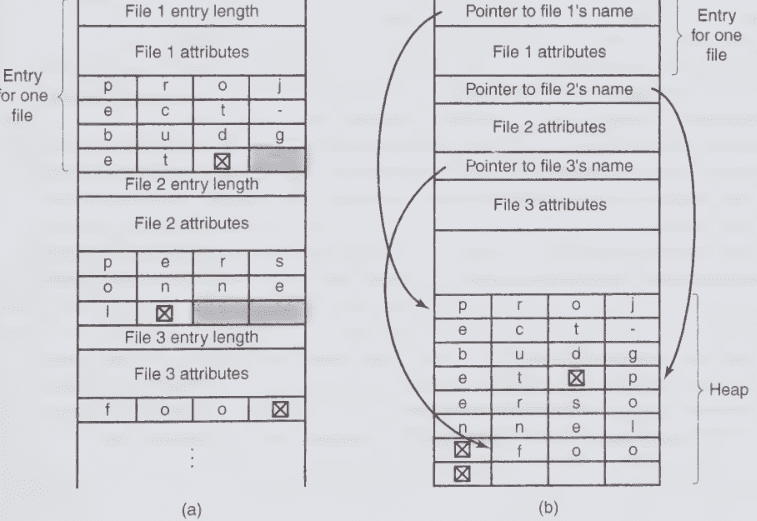 File 1 entry length
File 1 attributes
Entry
for one
file
p r o j
e c t -
b u d g
e t ☒
File 2 entry length
File 2 attributes
p e r s
o n n e
l ☒
File 3 entry length
File 3 attributes
f o o ☒
⋮
(a)
Pointer to file 1's name
File 1 attributes
Entry
for one
file
Pointer to file 2's name
File 2 attributes
Pointer to file 3's name
File 3 attributes
p r o j
e c t -
b u d g
e t ☒ p
e r s o
n n e l
☒ f o o
☒
Heap
(b)